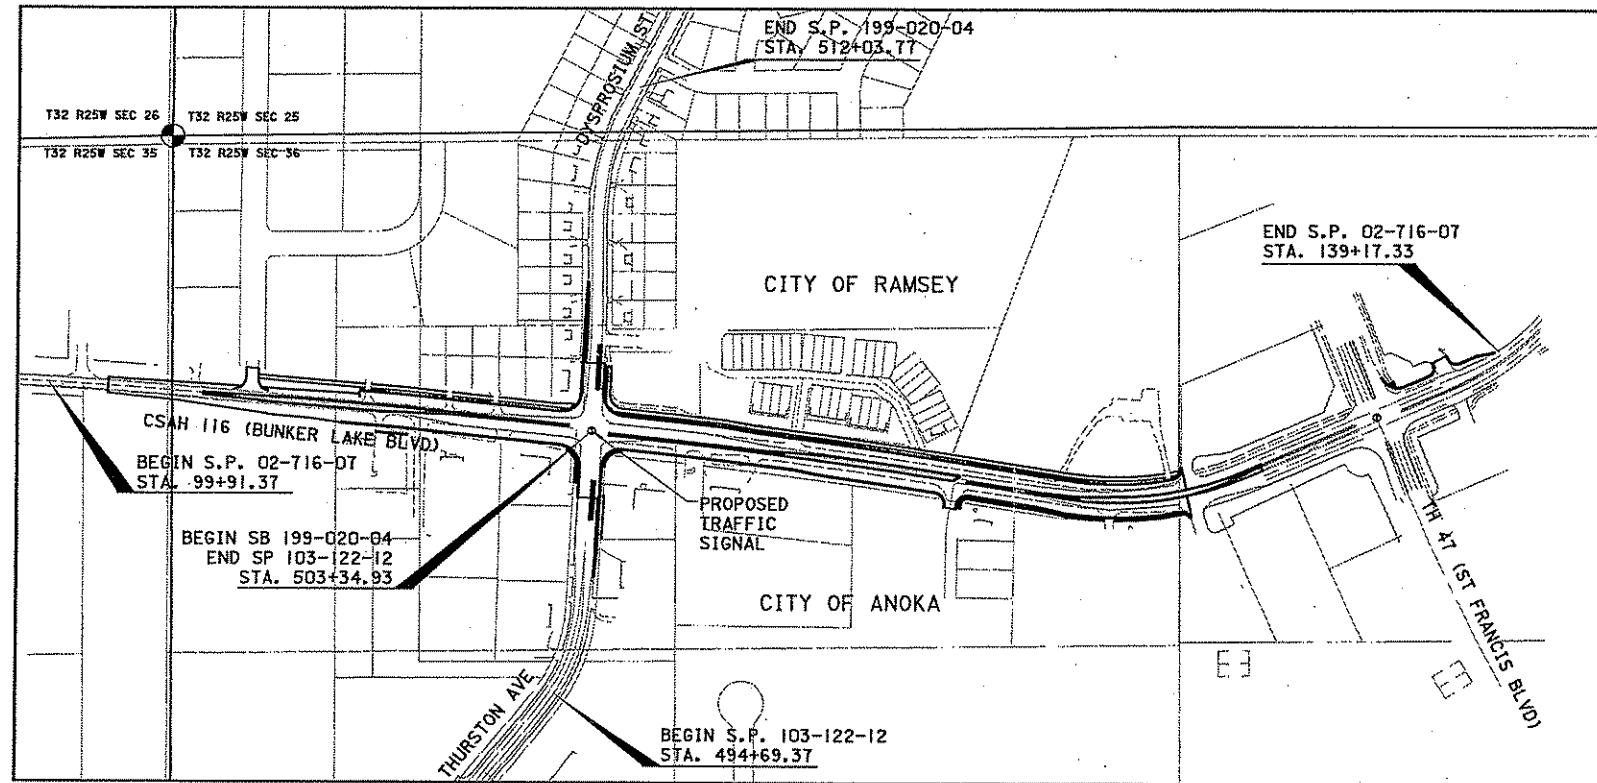 END S.P. 199-020-04
STA. 512+03.77
DYSPROSIUM ST
T32 R25W SEC 26
T32 R25W SEC 25
T32 R25W SEC 35
T32 R25W SEC 36
END S.P. 02-716-07
STA. 139+17.33
CITY OF RAMSEY
CSAH 116 (BUNKER LAKE BLVD)
BEGIN S.P. 02-716-07
STA. 99+91.37
PROPOSED
TRAFFIC
SIGNAL
BEGIN SB 199-020-04
END SP 103-122-12
STA. 503+34.93
CITY OF ANOKA
TH 47 (ST FRANCIS BLVD)
THURSTON AVE
BEGIN S.P. 103-122-12
STA. 494+69.37